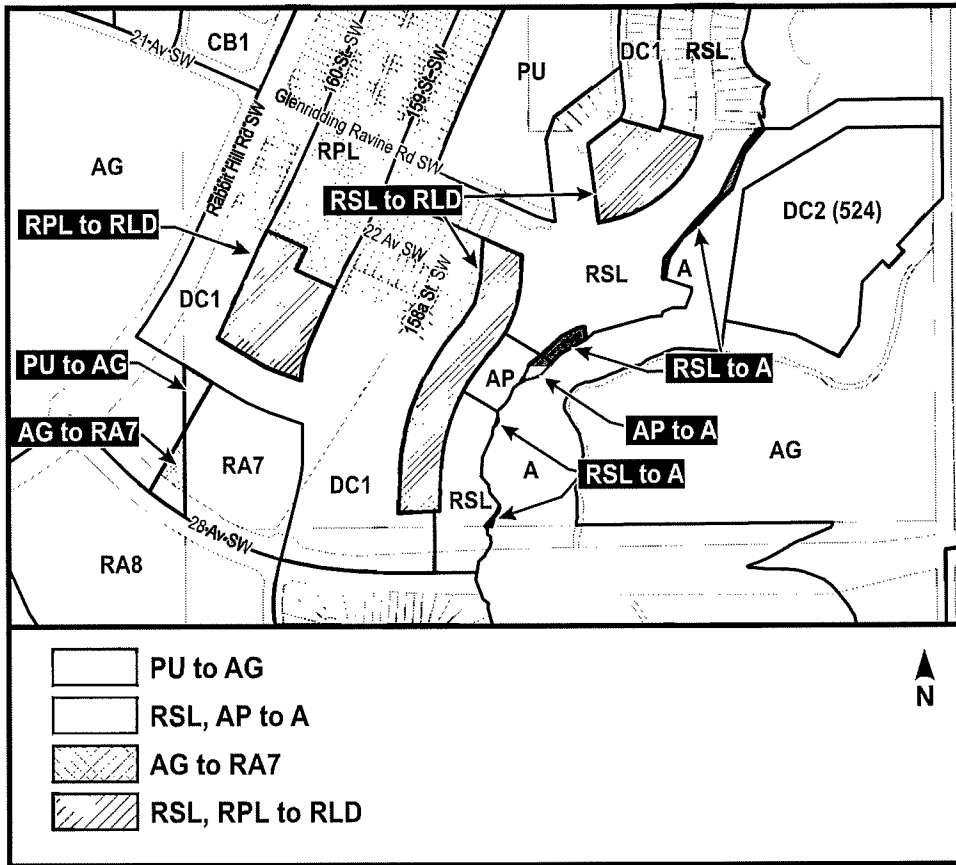 21 Av SW
CB1
160 St SW
159 St SW
Glenridding Ravine Rd SW
PU
DC1
RSL
AG
Rabbit Hill Rd SW
RPL
RSL to RLD
DC2 (524)
RPL to RLD
22 Av SW
158a St SW
RSL
A
DC1
PU to AG
AP
RSL to A
AG to RA7
AP to A
RA7
DC1
RSL
A
RSL to A
AG
28 Av SW
RA8
PU to AG
RSL, AP to A
AG to RA7
RSL, RPL to RLD
N